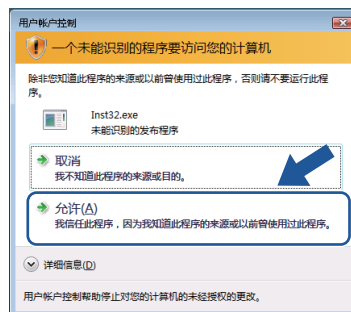 用户帐户控制
一个未能识别的程序要访问您的计算机
除非您知道此程序的来源或以前曾使用过此程序，否则请不要运行此程
序。
Inst32.exe
未能识别的发布程序
取消
我不知道此程序的来源或目的。
允许(A)
我信任此程序，因为我知道此程序的来源或以前曾使用过此程序。
详细信息(D)
用户帐户控制帮助停止对您的计算机的未经授权的更改。